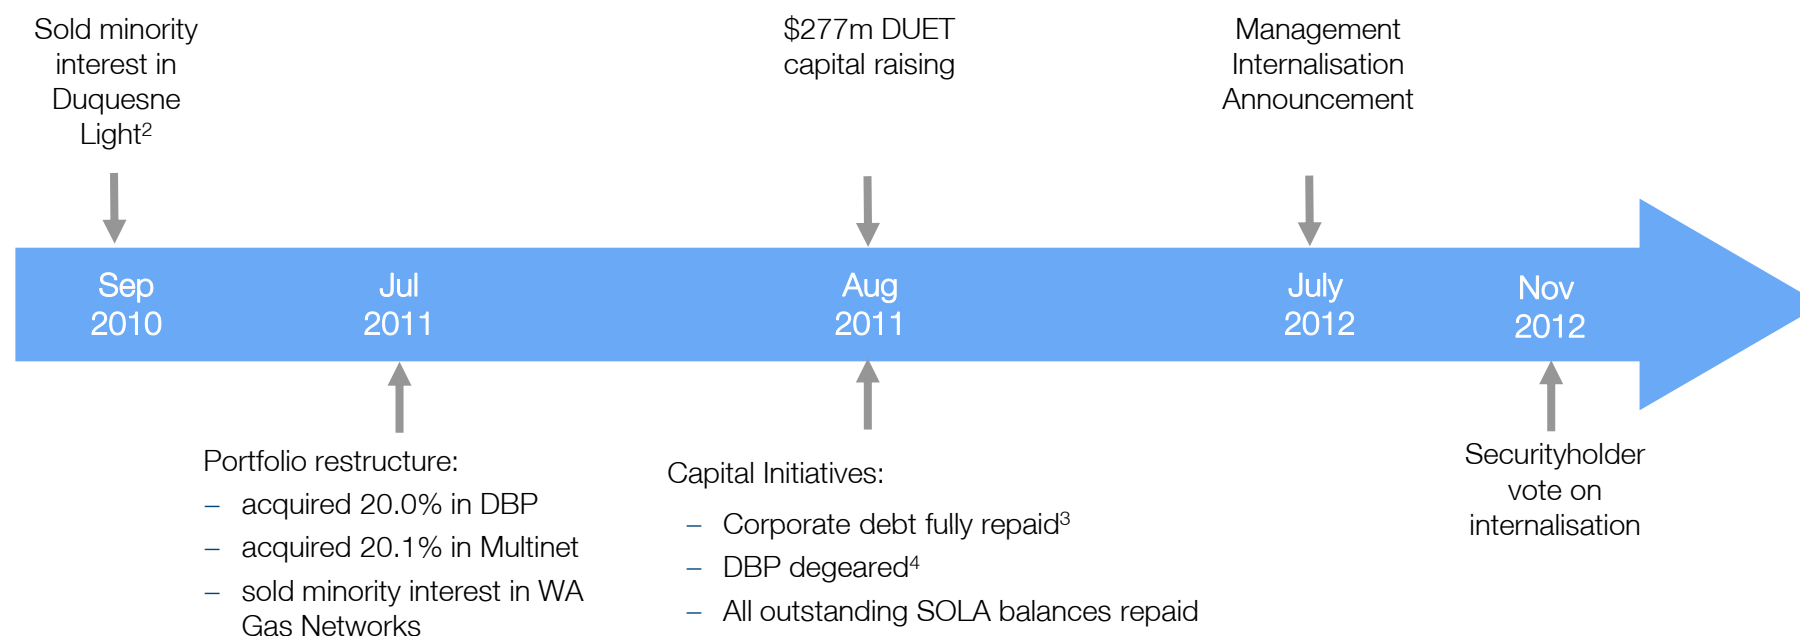 Sold minority
interest in
Duquesne
Light²
$277m DUET
capital raising
Management
Internalisation
Announcement
Sep
2010
Jul
2011
Aug
2011
July
2012
Nov
2012
Portfolio restructure:
– acquired 20.0% in DBP
– acquired 20.1% in Multinet
– sold minority interest in WA
Gas Networks
Capital Initiatives:
– Corporate debt fully repaid³
– DBP degeared⁴
– All outstanding SOLA balances repaid
Securityholder
vote on
internalisation